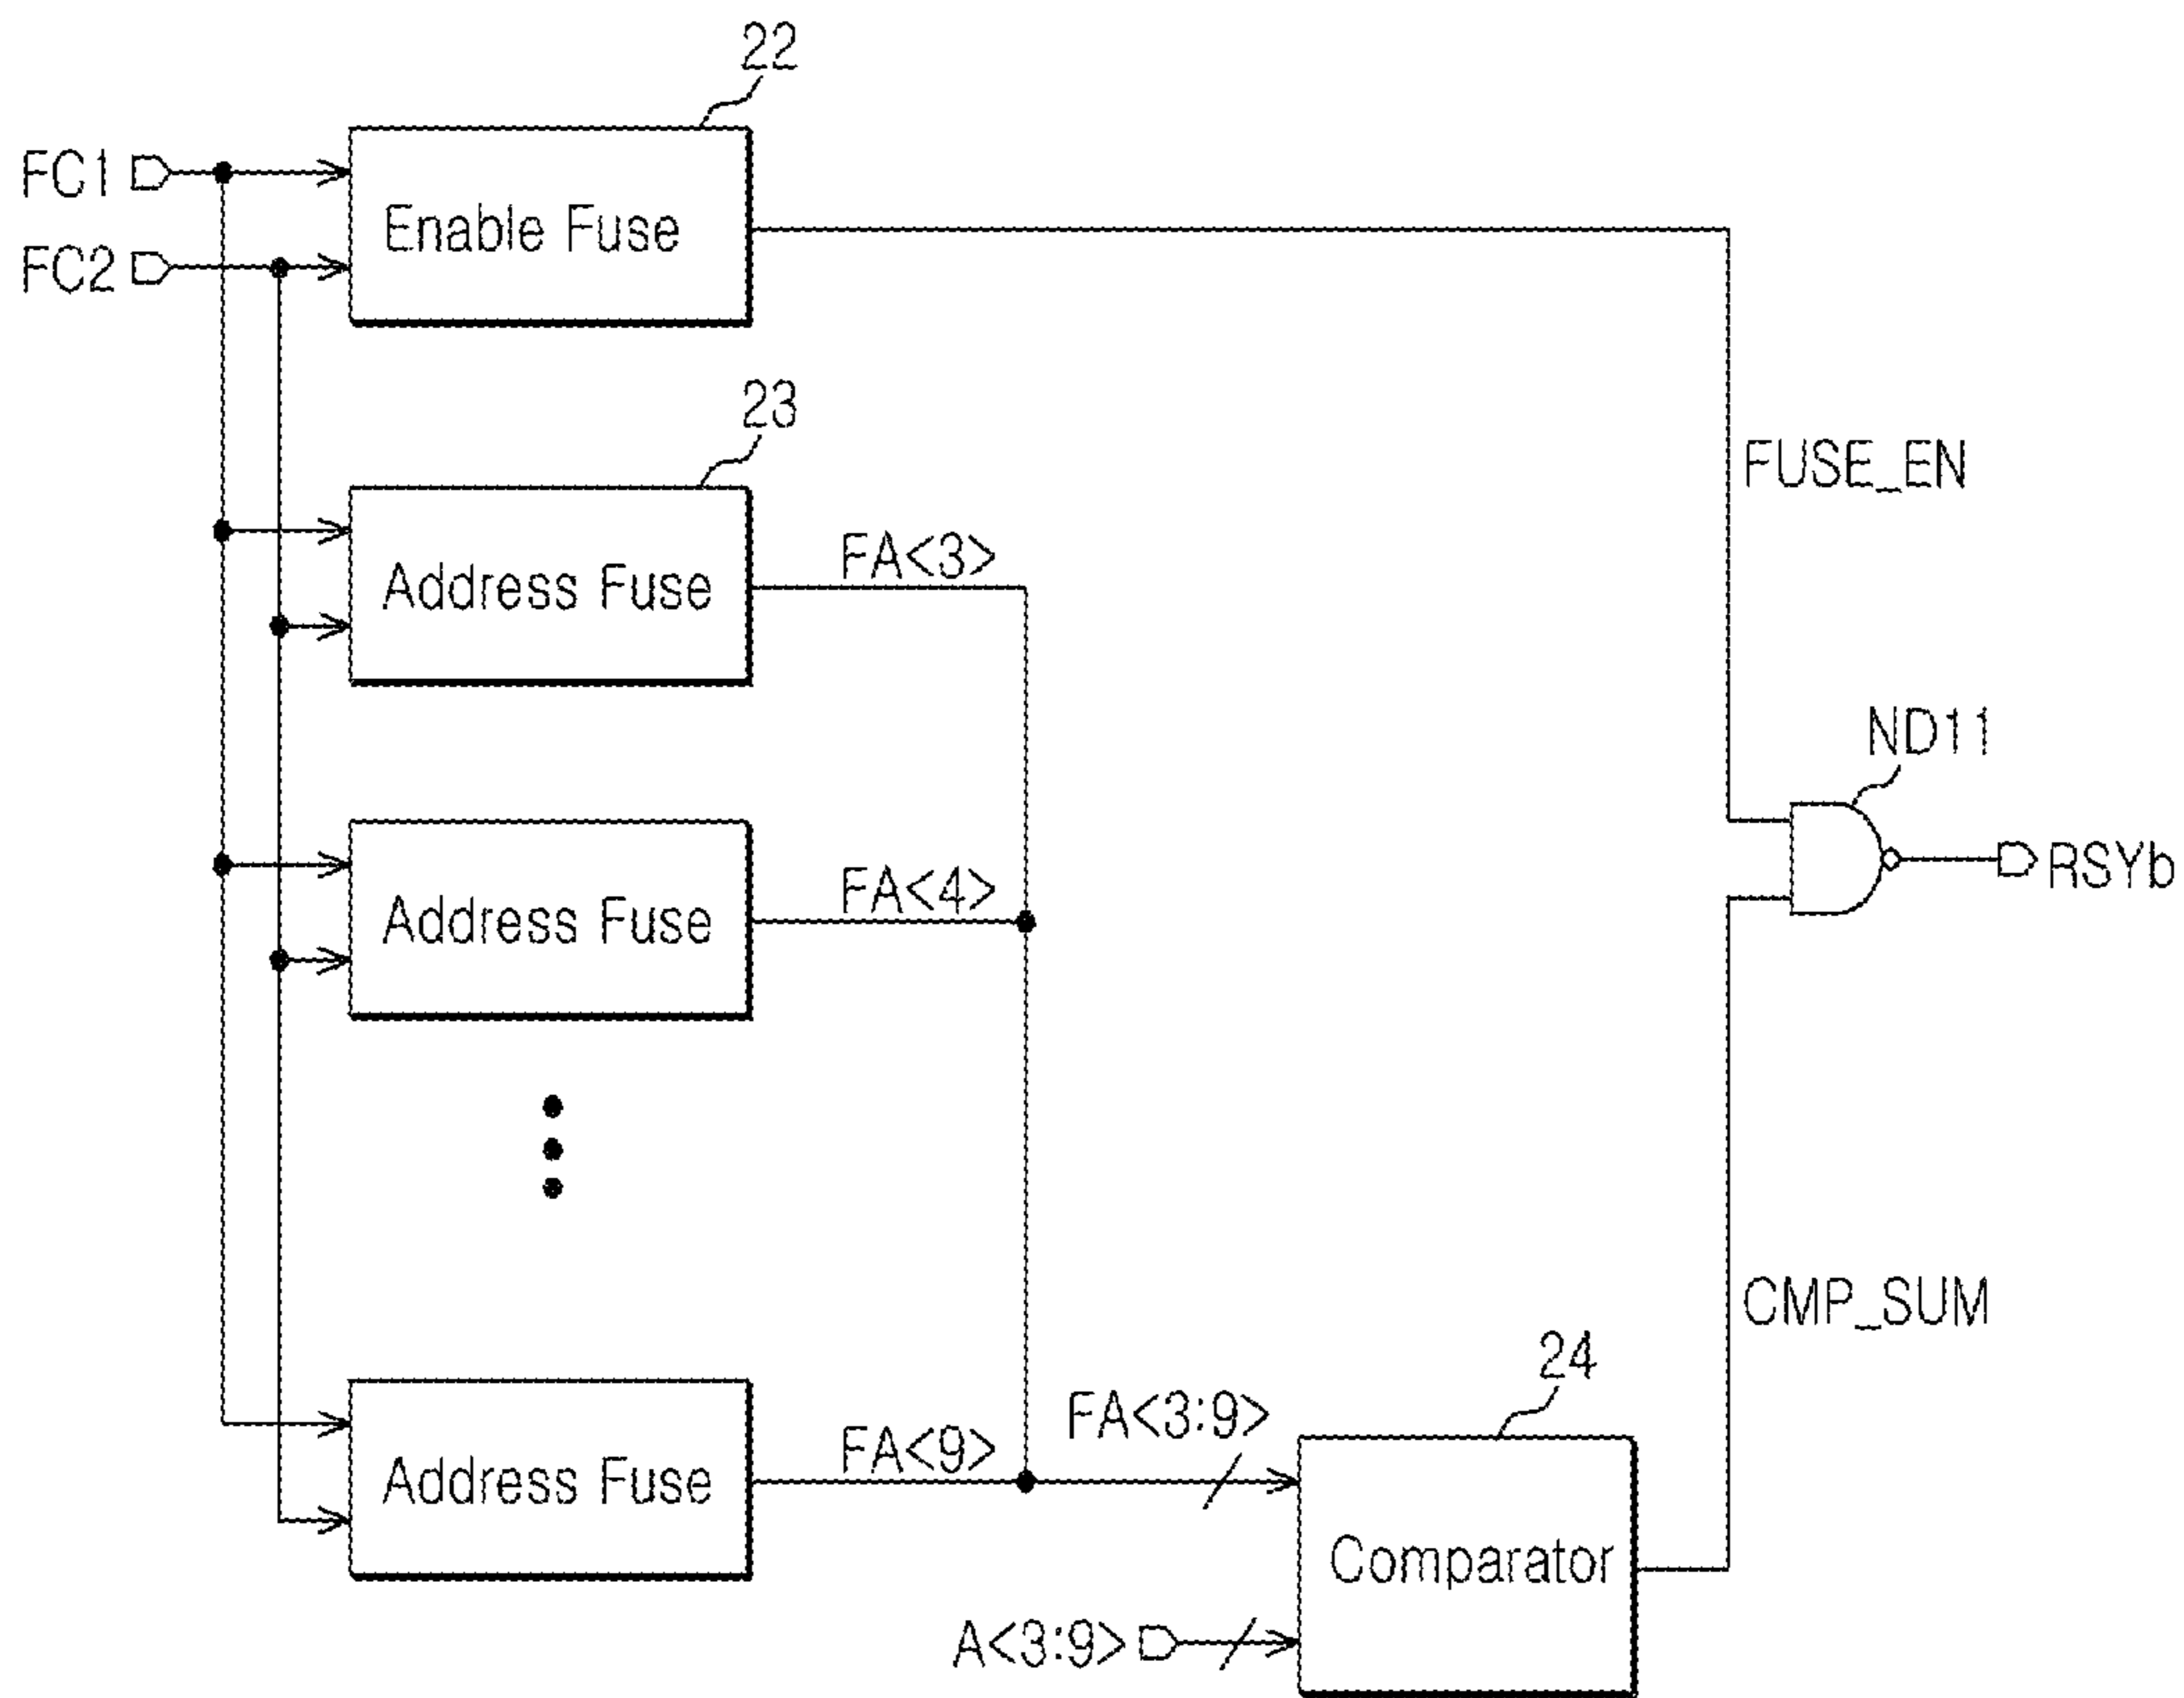 22
FC1
Enable Fuse
FC2
23
FUSE_EN
FA<3>
Address Fuse
ND11
FA<4>
Address Fuse
RSYb
CMP_SUM
24
FA<3:9>
FA<9>
Address Fuse
Comparator
A<3:9>